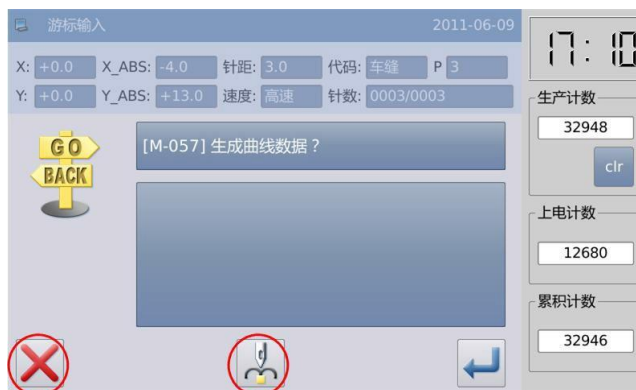 游标输入 2011-06-09
X: +0.0 X_ABS: -4.0 针距: 3.0 代码: 车缝 P 3
Y: +0.0 Y_ABS: +13.0 速度: 高速 针数: 0003/0003
GO
BACK
[M-057] 生成曲线数据？
17:10
生产计数
32948
clr
上电计数
12680
累积计数
32946